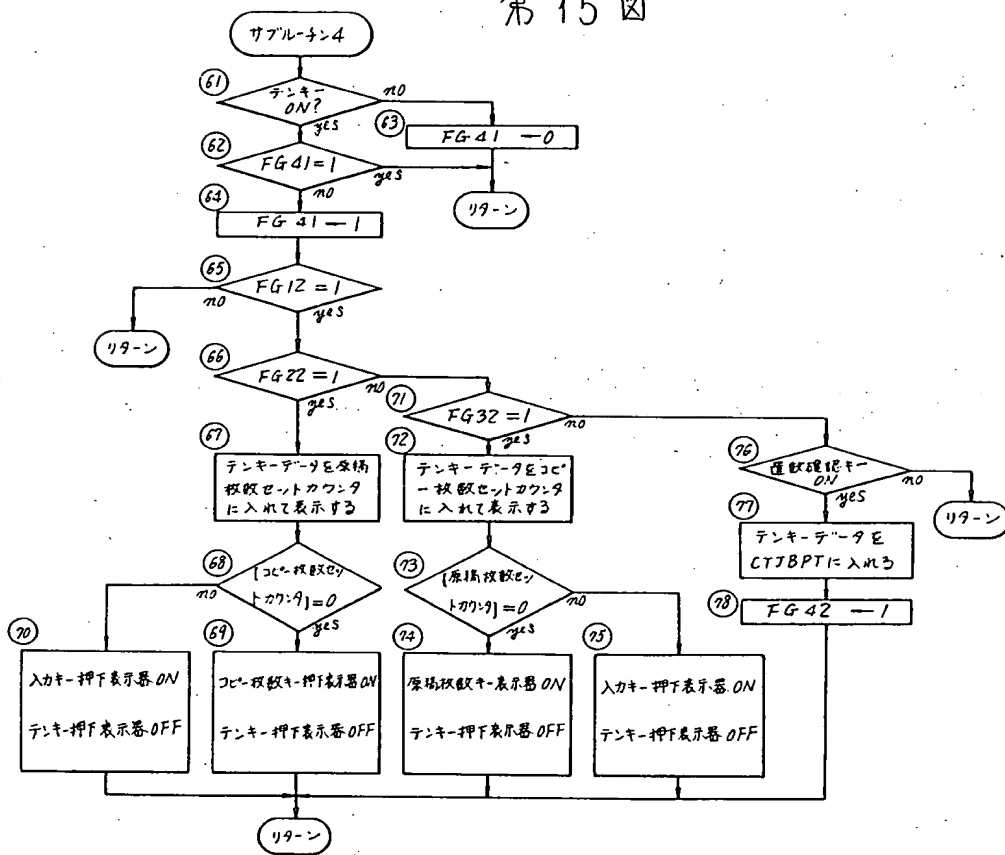 第 15 図
サブルーチン4
61
テンキー
ON?
no
yes
63
FG41 ― 0
62
FG41=1
yes
no
リターン
64
FG41 ― 1
65
FG12=1
no
yes
リターン
66
FG22=1
no
yes
71
FG32=1
no
yes
67
テンキーデータを原稿
枚数セットカウンタ
に入れて表示する
72
テンキーデータをコピ
ー枚数セットカウンタ
に入れて表示する
76
確認キー
ON
no
yes
リターン
77
テンキーデータを
CTJBPTに入れる
78
FG42 ― 1
68
[コピー枚数セッ
トカウンタ]=0
no
yes
73
[原稿枚数セッ
トカウンタ]=0
no
yes
70
入力キー押下表示器ON
テンキー押下表示器OFF
69
コピー枚数キー押下表示器ON
テンキー押下表示器OFF
74
原稿枚数キー表示器ON
テンキー押下表示器OFF
75
入力キー押下表示器ON
テンキー押下表示器OFF
リターン